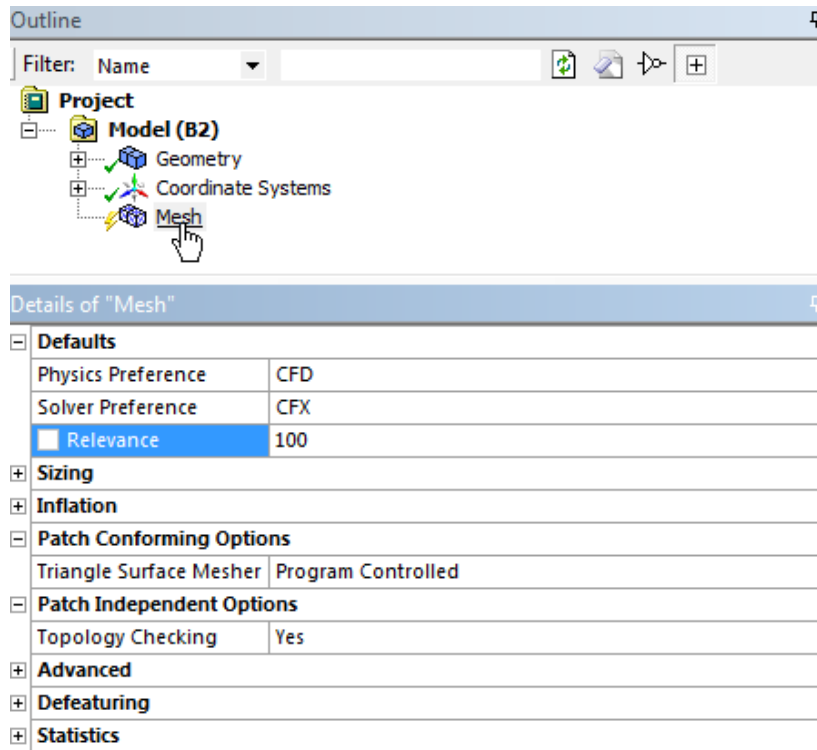 Outline
Filter: Name
Project
Model (B2)
Geometry
Coordinate Systems
Mesh
Details of "Mesh"
Defaults
Physics Preference CFD
Solver Preference CFX
Relevance 100
Sizing
Inflation
Patch Conforming Options
Triangle Surface Mesher Program Controlled
Patch Independent Options
Topology Checking Yes
Advanced
Defeaturing
Statistics